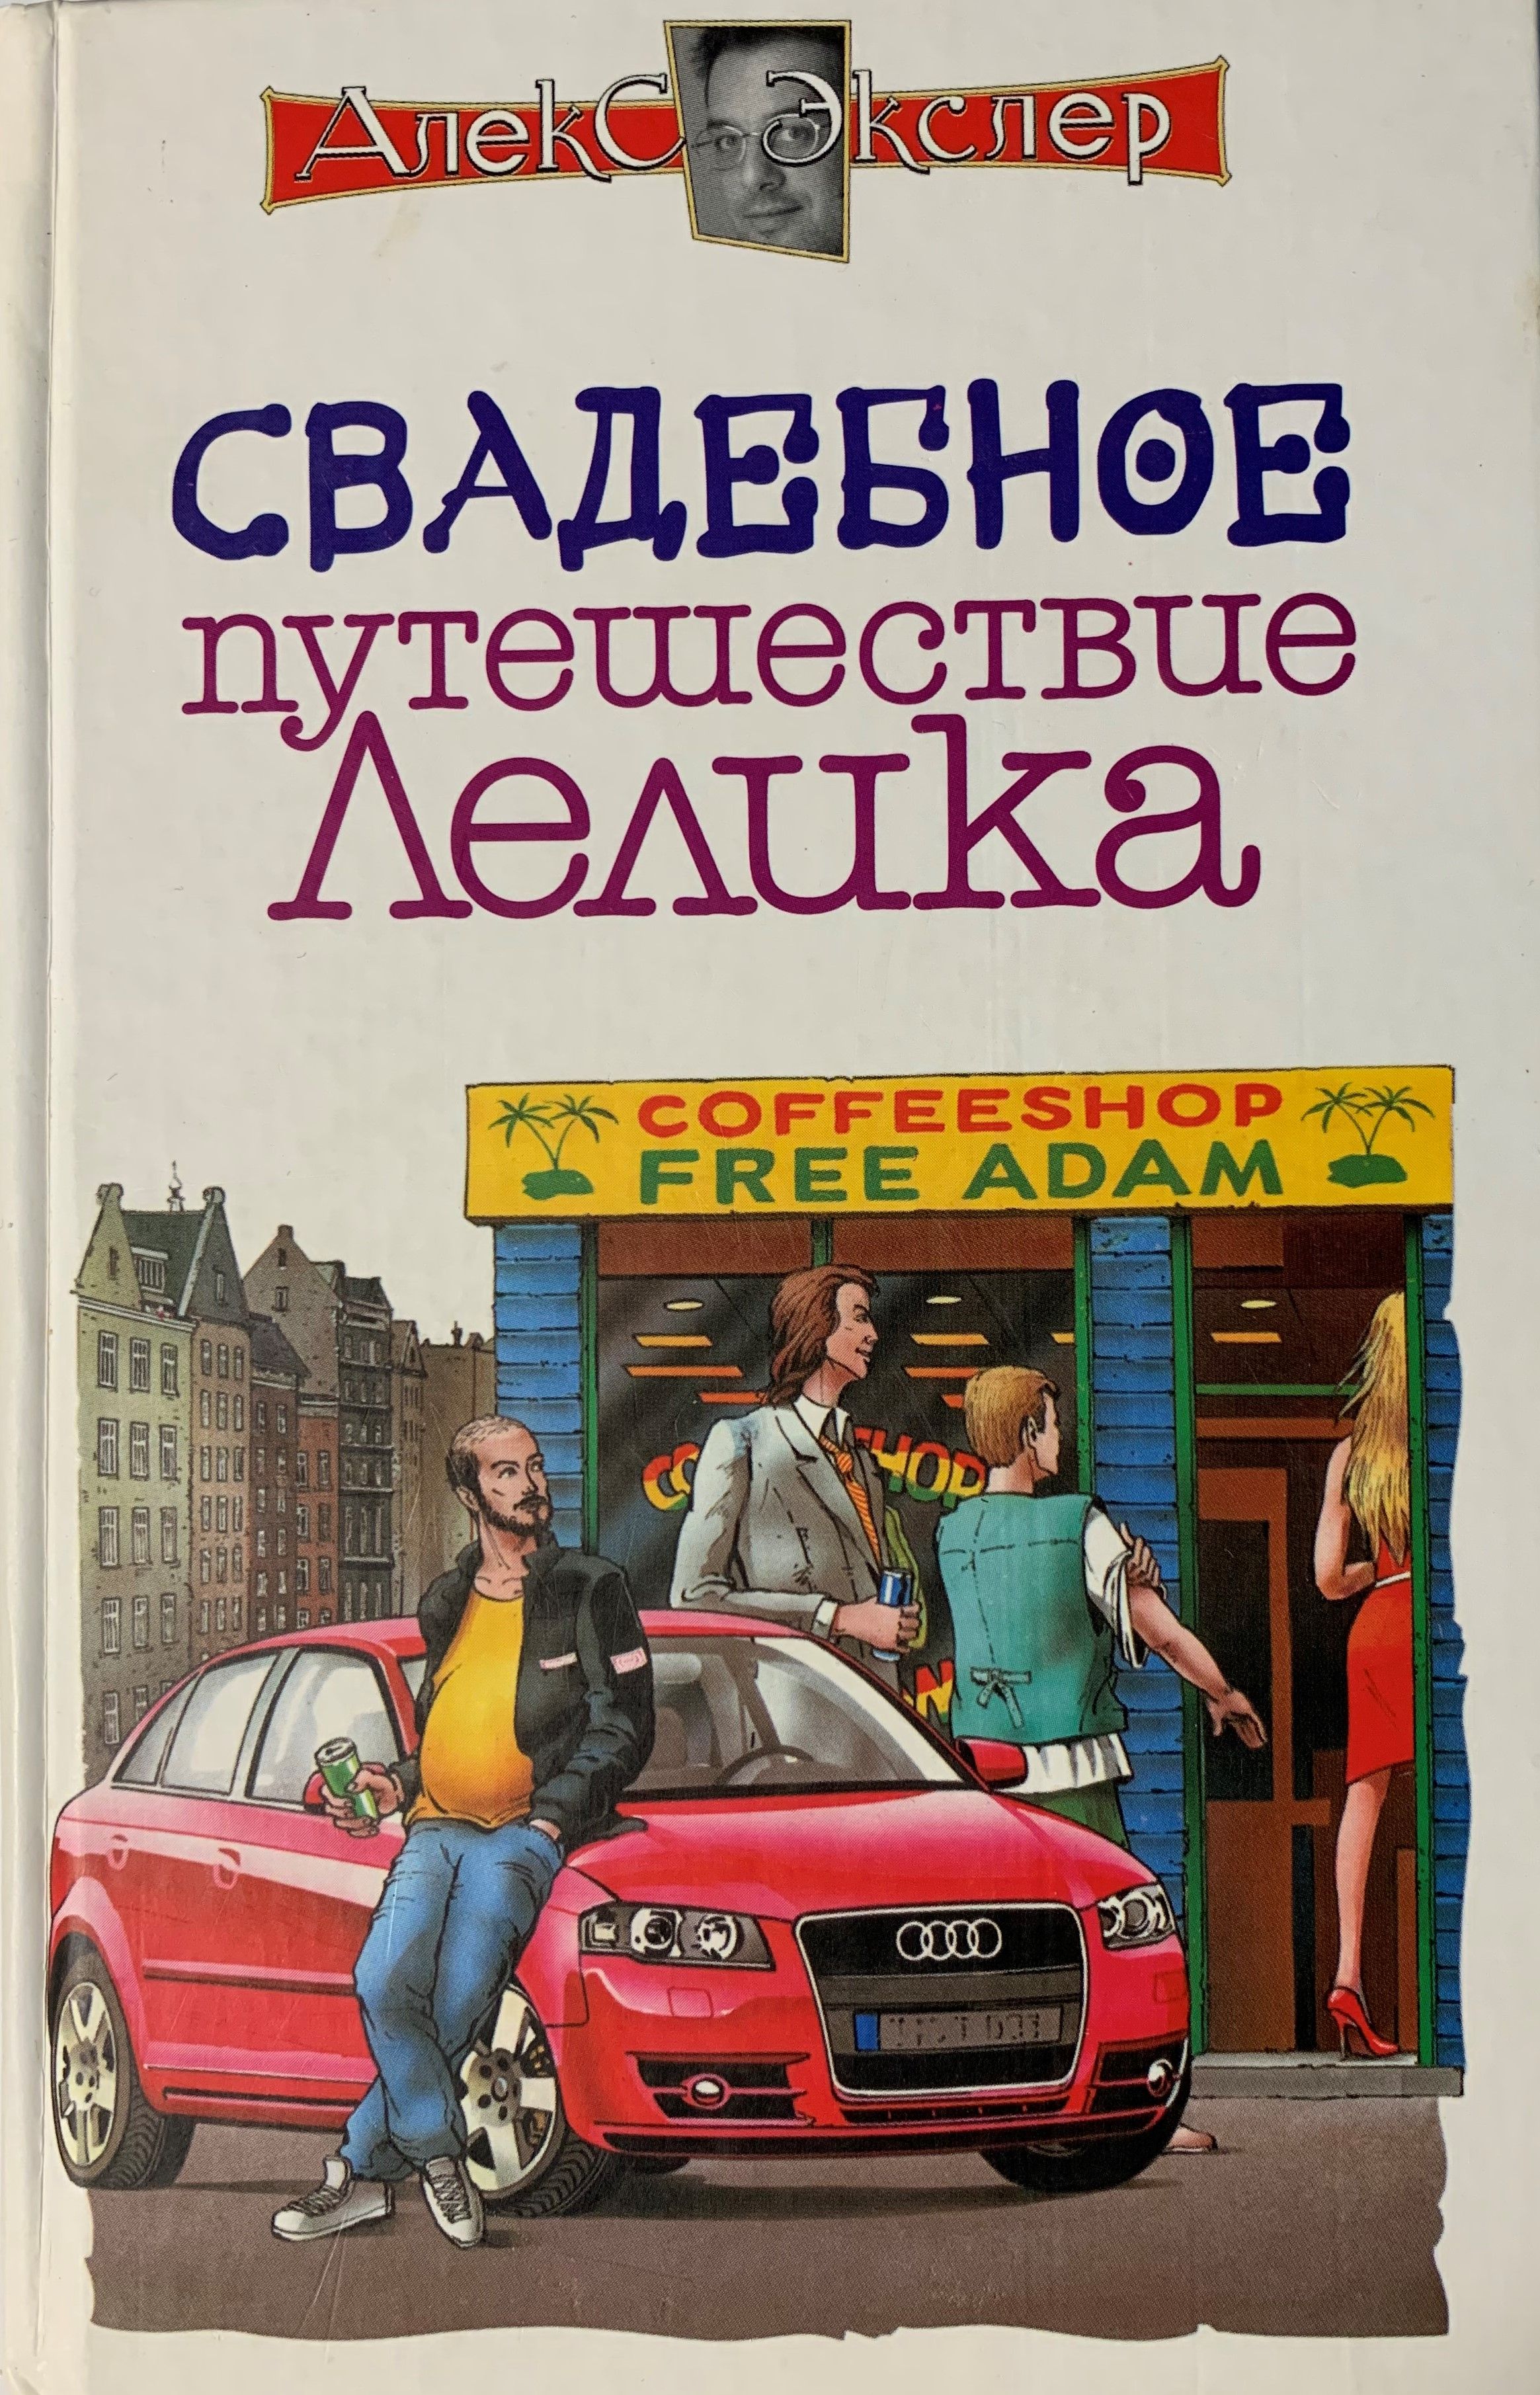 Алекс Экслер
СВАДЕБНОЕ
путешествие
Лелика
COFFEESHOP
FREE ADAM